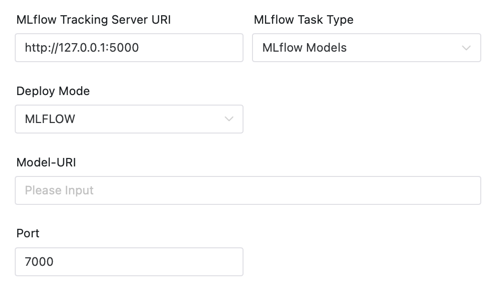 MLflow Tracking Server URI
MLflow Task Type
http://127.0.0.1:5000
MLflow Models
Deploy Mode
MLFLOW
Model-URI
Please Input
Port
7000